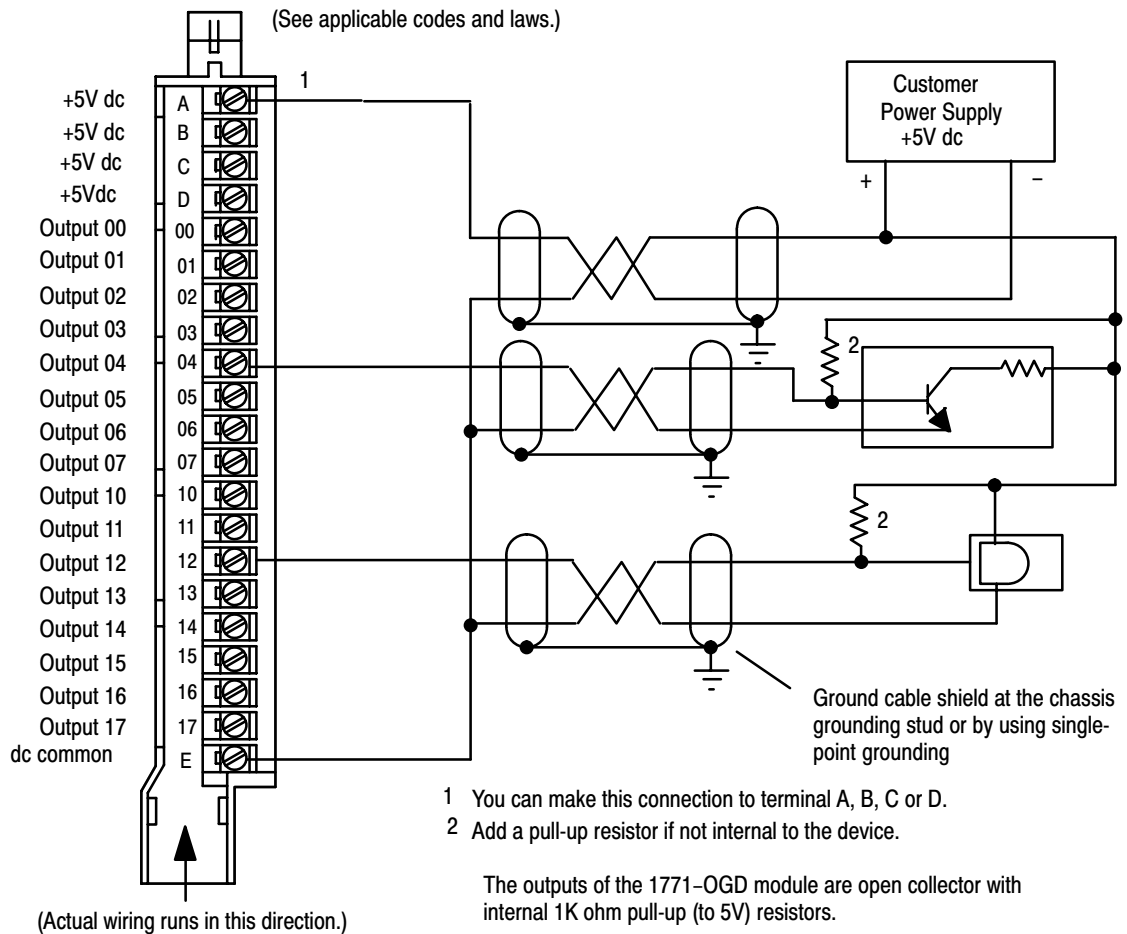 (See applicable codes and laws.)
1
Customer
Power Supply
+5V dc
+ −
+5V dc A
+5V dc B
+5V dc C
+5Vdc D
Output 00 00
Output 01 01
Output 02 02
Output 03 03
Output 04 04
Output 05 05
Output 06 06
Output 07 07
Output 10 10
Output 11 11
Output 12 12
Output 13 13
Output 14 14
Output 15 15
Output 16 16
Output 17 17
dc common E
2
2
Ground cable shield at the chassis
grounding stud or by using single-
point grounding
1 You can make this connection to terminal A, B, C or D.
2 Add a pull-up resistor if not internal to the device.
The outputs of the 1771–OGD module are open collector with
internal 1K ohm pull-up (to 5V) resistors.
(Actual wiring runs in this direction.)